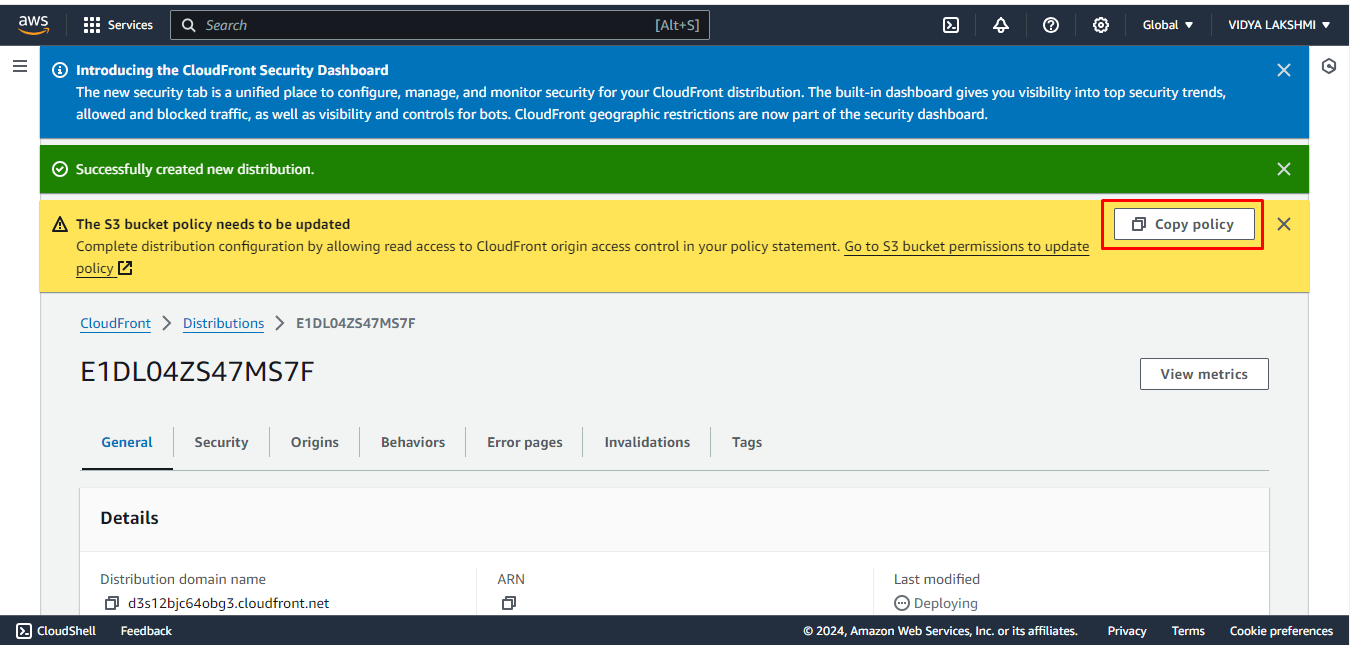 aws
Services
Search
[Alt+S]
Global
VIDYA LAKSHMI
Introducing the CloudFront Security Dashboard
The new security tab is a unified place to configure, manage, and monitor security for your CloudFront distribution. The built-in dashboard gives you visibility into top security trends,
allowed and blocked traffic, as well as visibility and controls for bots. CloudFront geographic restrictions are now part of the security dashboard.
Successfully created new distribution.
The S3 bucket policy needs to be updated
Complete distribution configuration by allowing read access to CloudFront origin access control in your policy statement. Go to S3 bucket permissions to update
policy
Copy policy
CloudFront
Distributions
E1DL04ZS47MS7F
E1DL04ZS47MS7F
View metrics
General
Security
Origins
Behaviors
Error pages
Invalidations
Tags
Details
Distribution domain name
d3s12bjc64obg3.cloudfront.net
ARN
Last modified
Deploying
CloudShell
Feedback
© 2024, Amazon Web Services, Inc. or its affiliates.
Privacy
Terms
Cookie preferences